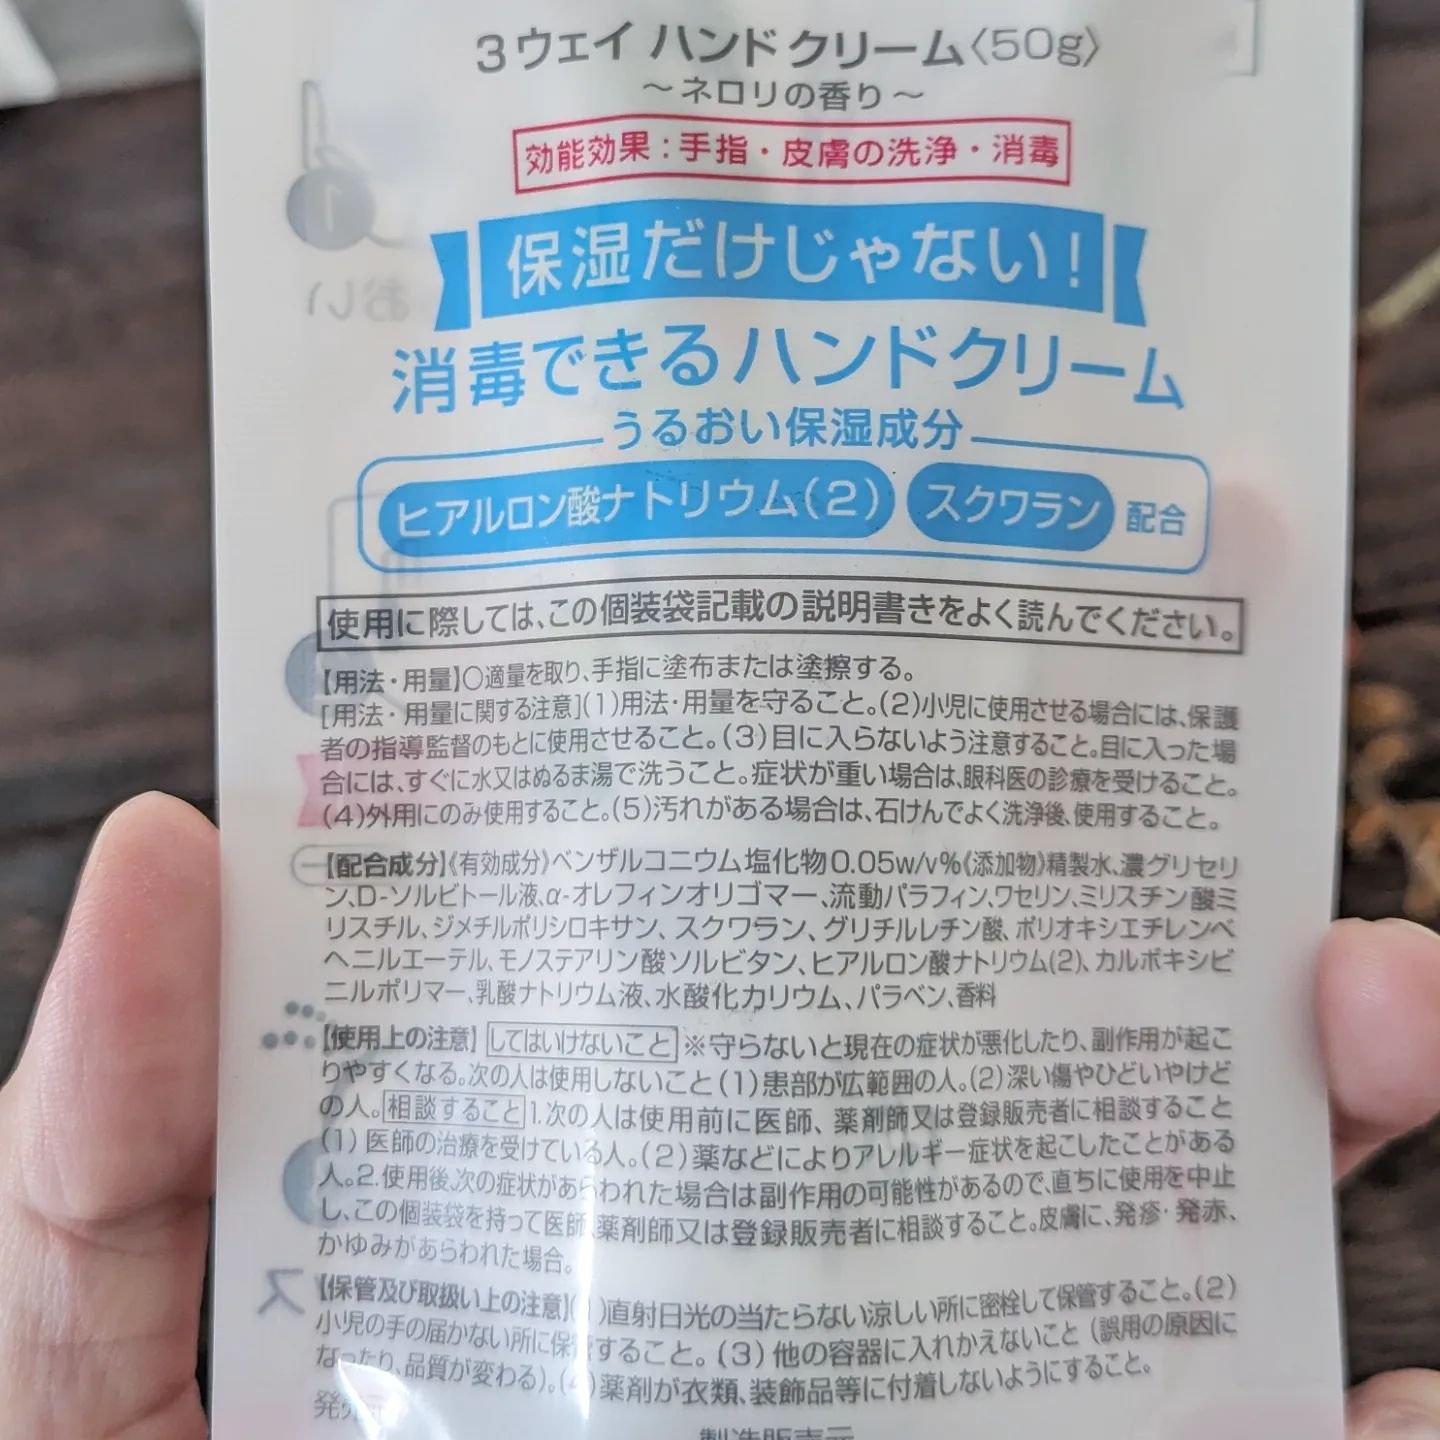 3ウェイ ハンドクリーム〈50g〉
～ネロリの香り～
効能効果：手指・皮膚の洗浄・消毒
保湿だけじゃない！
消毒できるハンドクリーム
うるおい保湿成分
ヒアルロン酸ナトリウム(2) スクワラン 配合
使用に際しては、この個装袋記載の説明書きをよく読んでください。
【用法・用量】〇適量を取り、手指に塗布または塗擦する。
[用法・用量に関する注意](1)用法・用量を守ること。(2)小児に使用させる場合には、保護
者の指導監督のもとに使用させること。(3)目に入らないよう注意すること。目に入った場
合には、すぐに水又はぬるま湯で洗うこと。症状が重い場合は、眼科医の診療を受けること。
(4)外用にのみ使用すること。(5)汚れがある場合は、石けんでよく洗浄後、使用すること。
【配合成分】《有効成分》ベンザルコニウム塩化物0.05w/v%《添加物》精製水、濃グリセリ
ン、D-ソルビトール液、α-オレフィンオリゴマー、流動パラフィン、ワセリン、ミリスチン酸ミ
リスチル、ジメチルポリシロキサン、スクワラン、グリチルレチン酸、ポリオキシエチレンベ
ヘニルエーテル、モノステアリン酸ソルビタン、ヒアルロン酸ナトリウム(2)、カルボキシビ
ニルポリマー、乳酸ナトリウム液、水酸化カリウム、パラベン、香料
【使用上の注意】してはいけないこと※守らないと現在の症状が悪化したり、副作用が起こ
りやすくなる。次の人は使用しないこと(1)患部が広範囲の人。(2)深い傷やひどいやけど
の人。相談すること1.次の人は使用前に医師、薬剤師又は登録販売者に相談すること
(1)医師の治療を受けている人。(2)薬などによりアレルギー症状を起こしたことがある
人。2.使用後、次の症状があらわれた場合は副作用の可能性があるので、直ちに使用を中止
し、この個装袋を持って医師、薬剤師又は登録販売者に相談すること。皮膚に、発疹・発赤、
かゆみがあらわれた場合。
【保管及び取扱い上の注意】(1)直射日光の当たらない涼しい所に密栓して保管すること。(2)
小児の手の届かない所に保管すること。(3)他の容器に入れかえないこと(誤用の原因に
なったり、品質が変わる)。(4)薬剤が衣類、装飾品等に付着しないようにすること。
発売元
製造販売元